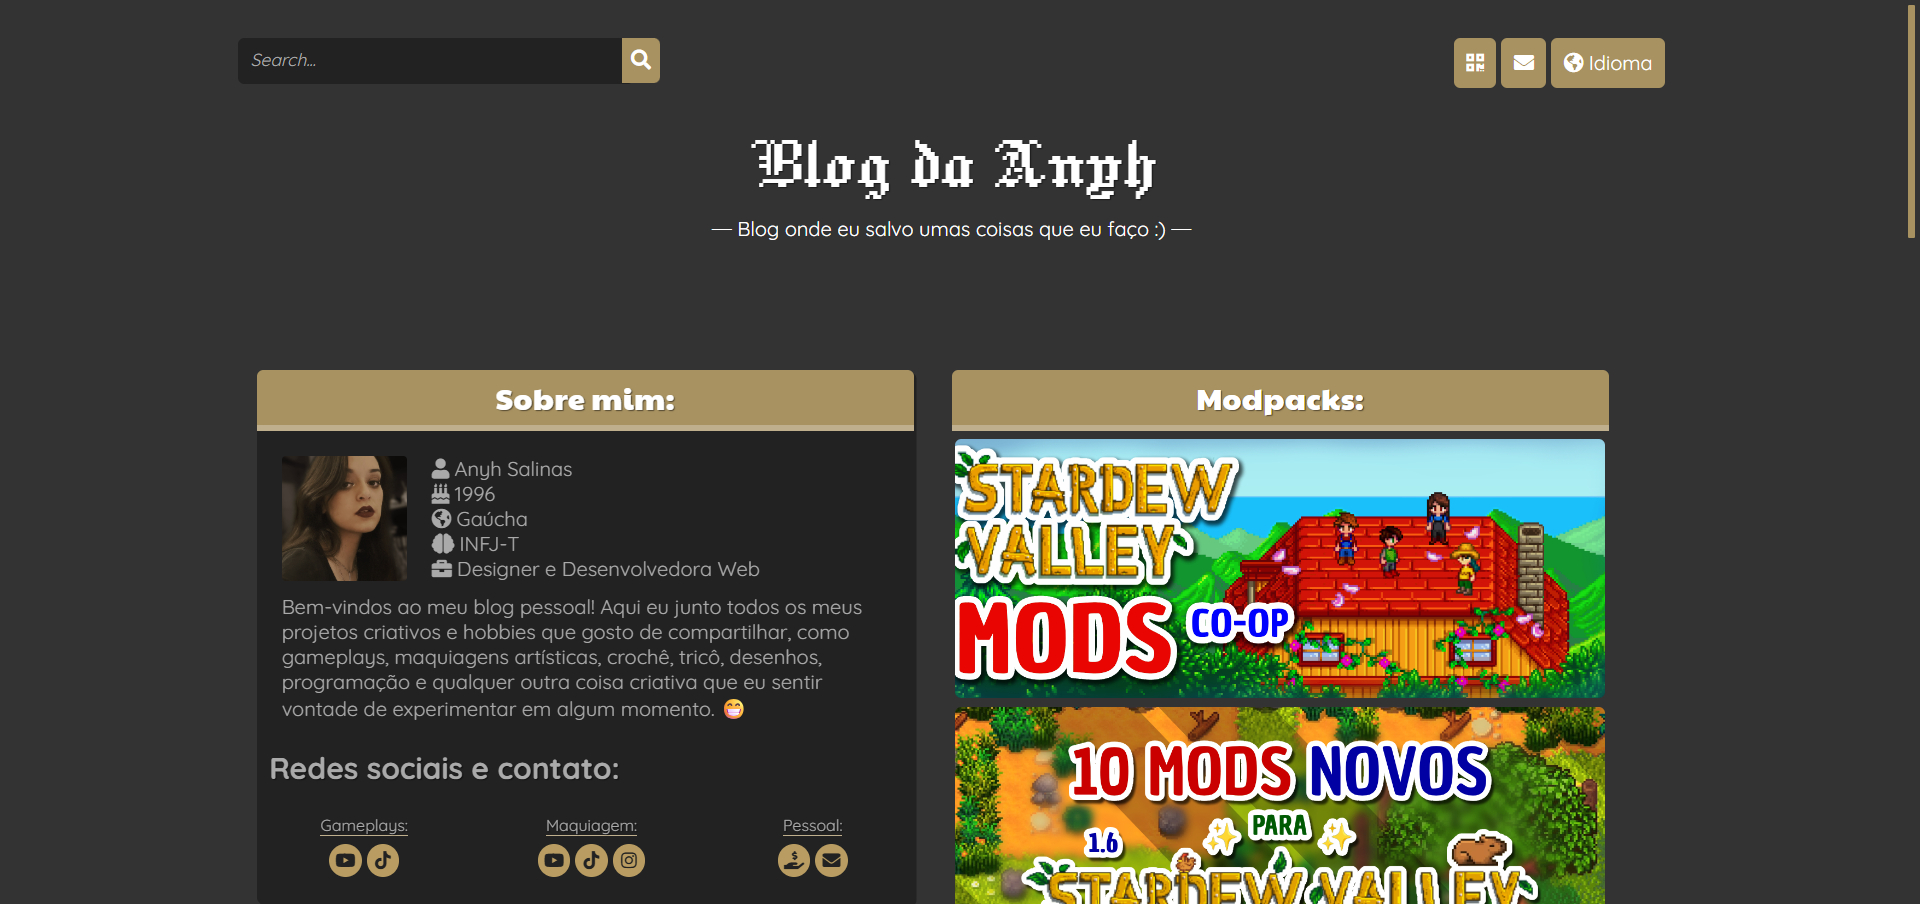 Search...
Idioma
Blog da Anyh
— Blog onde eu salvo umas coisas que eu faço :) —
Sobre mim:
Anyh Salinas
1996
Gaúcha
INFJ-T
Designer e Desenvolvedora Web
Bem-vindos ao meu blog pessoal! Aqui eu junto todos os meus
projetos criativos e hobbies que gosto de compartilhar, como
gameplays, maquiagens artísticas, crochê, tricô, desenhos,
programação e qualquer outra coisa criativa que eu sentir
vontade de experimentar em algum momento. 😁
Redes sociais e contato:
Gameplays:
Maquiagem:
Pessoal:
Modpacks:
STARDEW
VALLEY
MODS CO-OP
10 MODS NOVOS
PARA
1.6
STARDEW VALLEY